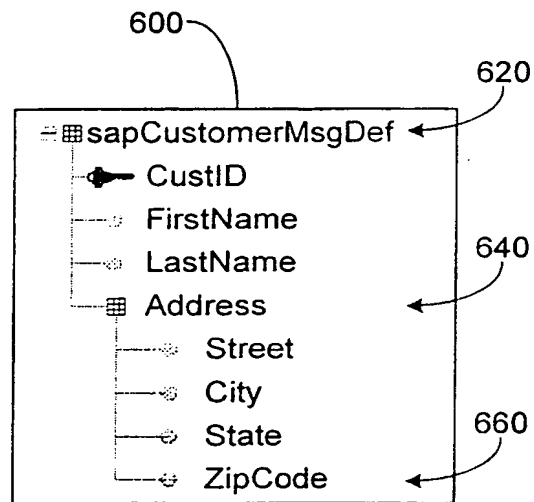 600
620
sapCustomerMsgDef
CustID
FirstName
LastName
640
Address
Street
City
State
660
ZipCode